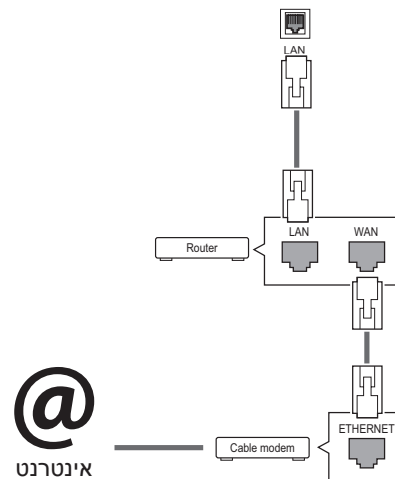 LAN
LAN WAN
Router
ETHERNET
@
Cable modem
אינטרנט